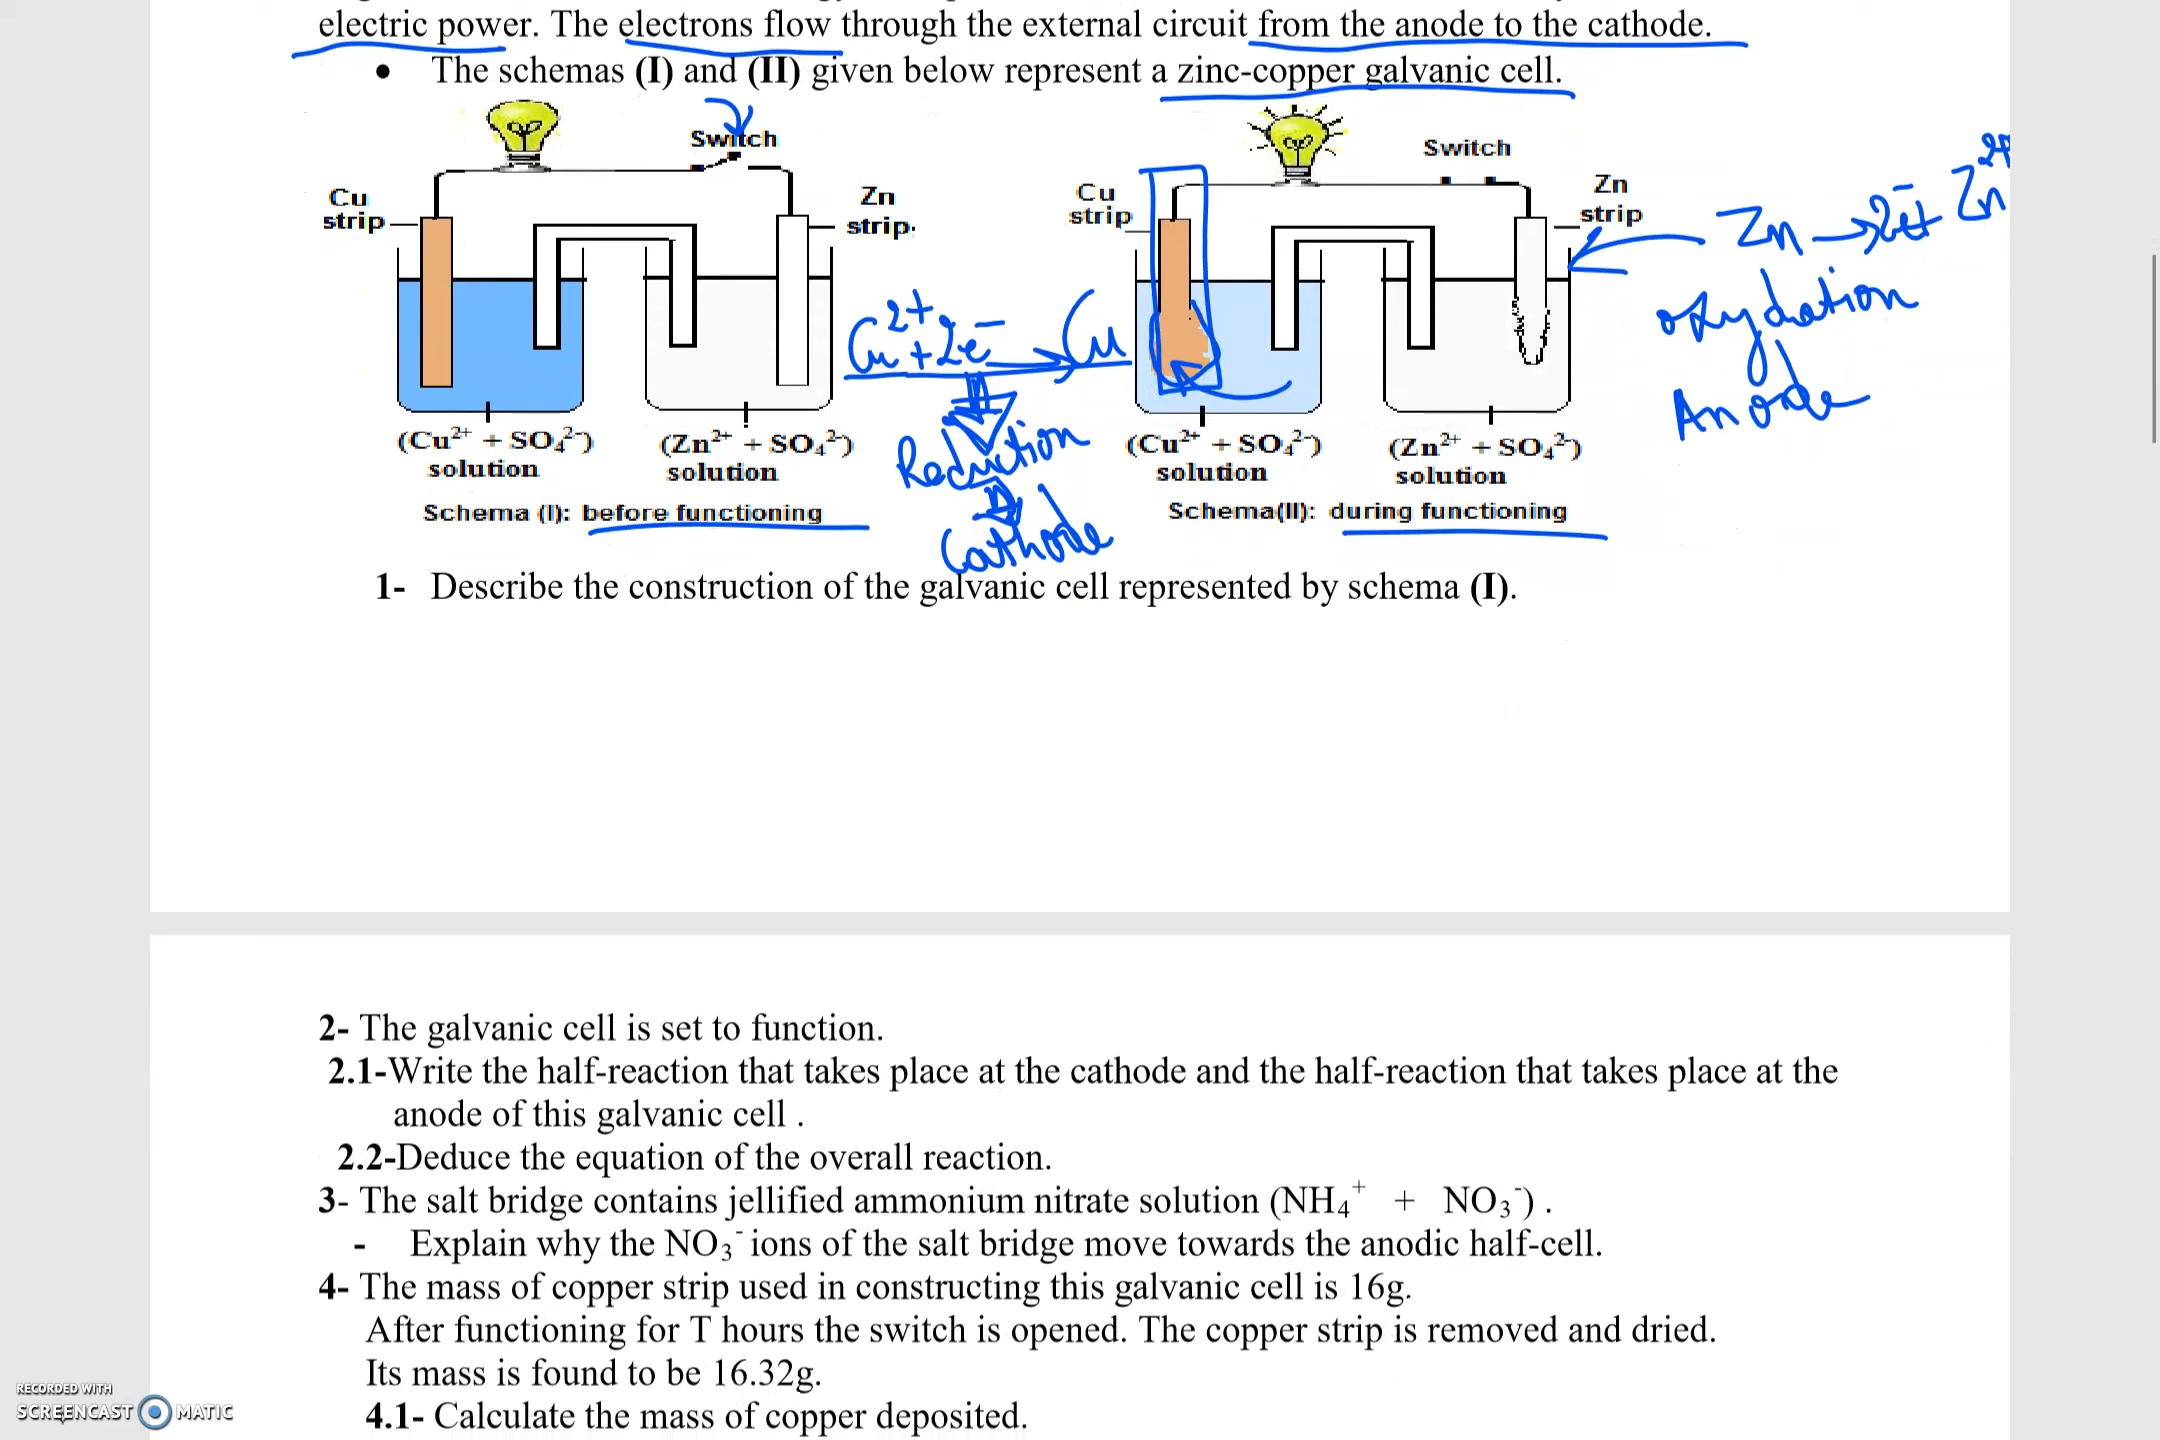 electric power. The electrons flow through the external circuit from the anode to the cathode.
• The schemas (I) and (II) given below represent a zinc-copper galvanic cell.
Switch
Cu
strip
Zn
strip.
Cu²⁺ + 2e⁻ → Cu
Reduction
Cathode
(Cu²⁺ + SO₄²⁻)
solution
(Zn²⁺ + SO₄²⁻)
solution
Schema (I): before functioning
Switch
Cu
strip
Zn
strip
Zn → 2e⁻ + Zn²⁺
oxydation
Anode
(Cu²⁺ + SO₄²⁻)
solution
(Zn²⁺ + SO₄²⁻)
solution
Schema(II): during functioning
1- Describe the construction of the galvanic cell represented by schema (I).
2- The galvanic cell is set to function.
2.1-Write the half-reaction that takes place at the cathode and the half-reaction that takes place at the
anode of this galvanic cell .
2.2-Deduce the equation of the overall reaction.
3- The salt bridge contains jellified ammonium nitrate solution (NH₄⁺ + NO₃⁻) .
- Explain why the NO₃⁻ ions of the salt bridge move towards the anodic half-cell.
4- The mass of copper strip used in constructing this galvanic cell is 16g.
After functioning for T hours the switch is opened. The copper strip is removed and dried.
Its mass is found to be 16.32g.
4.1- Calculate the mass of copper deposited.
RECORDED WITH
SCREENCAST MATIC